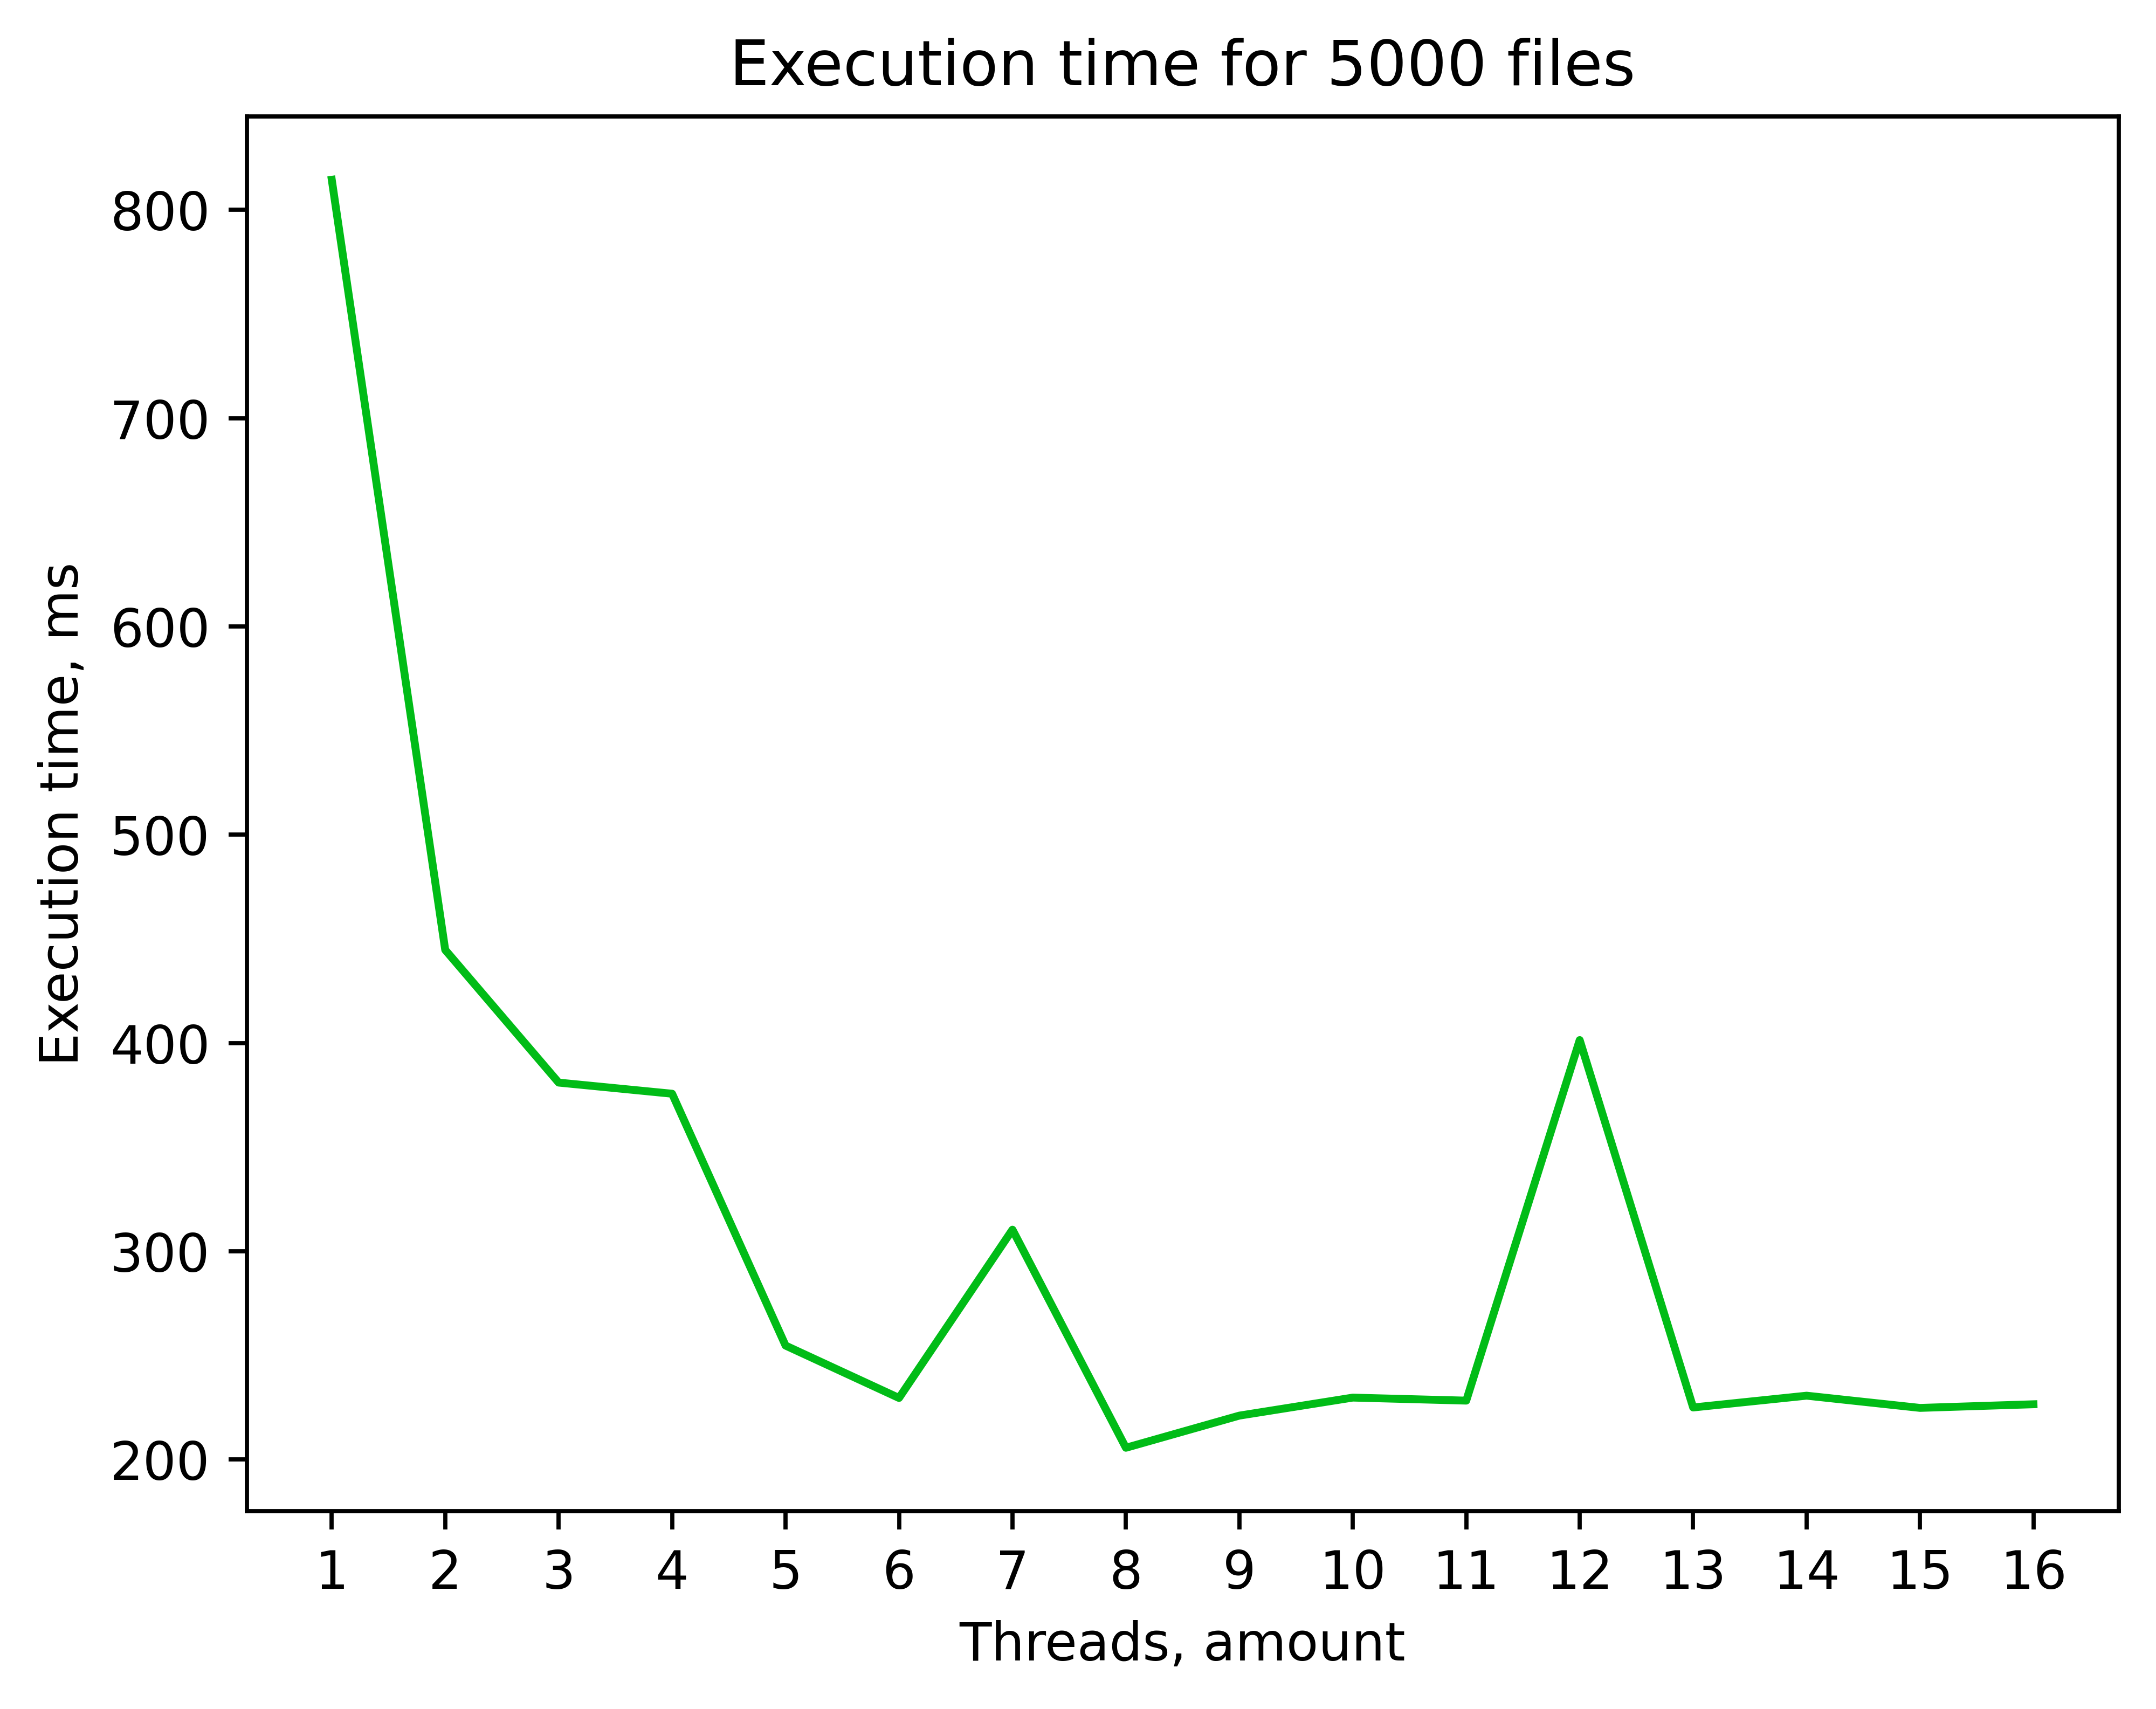 Execution time for 5000 files
Execution time, ms
800
700
600
500
400
300
200
1 2 3 4 5 6 7 8 9 10 11 12 13 14 15 16
Threads, amount